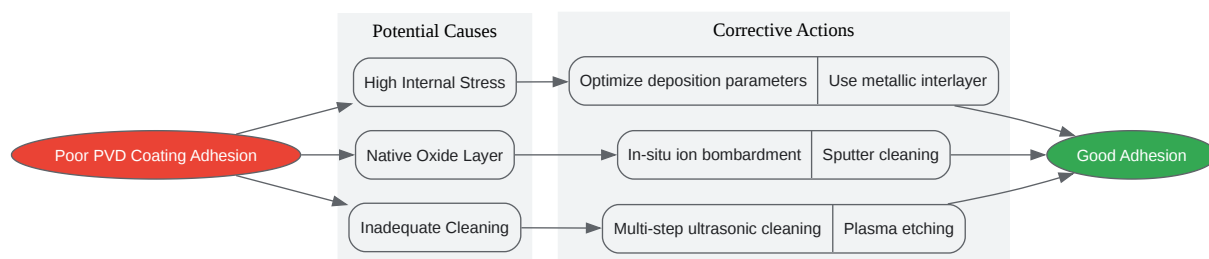 Potential Causes
Corrective Actions
High Internal Stress
Optimize deposition parameters
Use metallic interlayer
Poor PVD Coating Adhesion
Native Oxide Layer
In-situ ion bombardment
Sputter cleaning
Good Adhesion
Inadequate Cleaning
Multi-step ultrasonic cleaning
Plasma etching